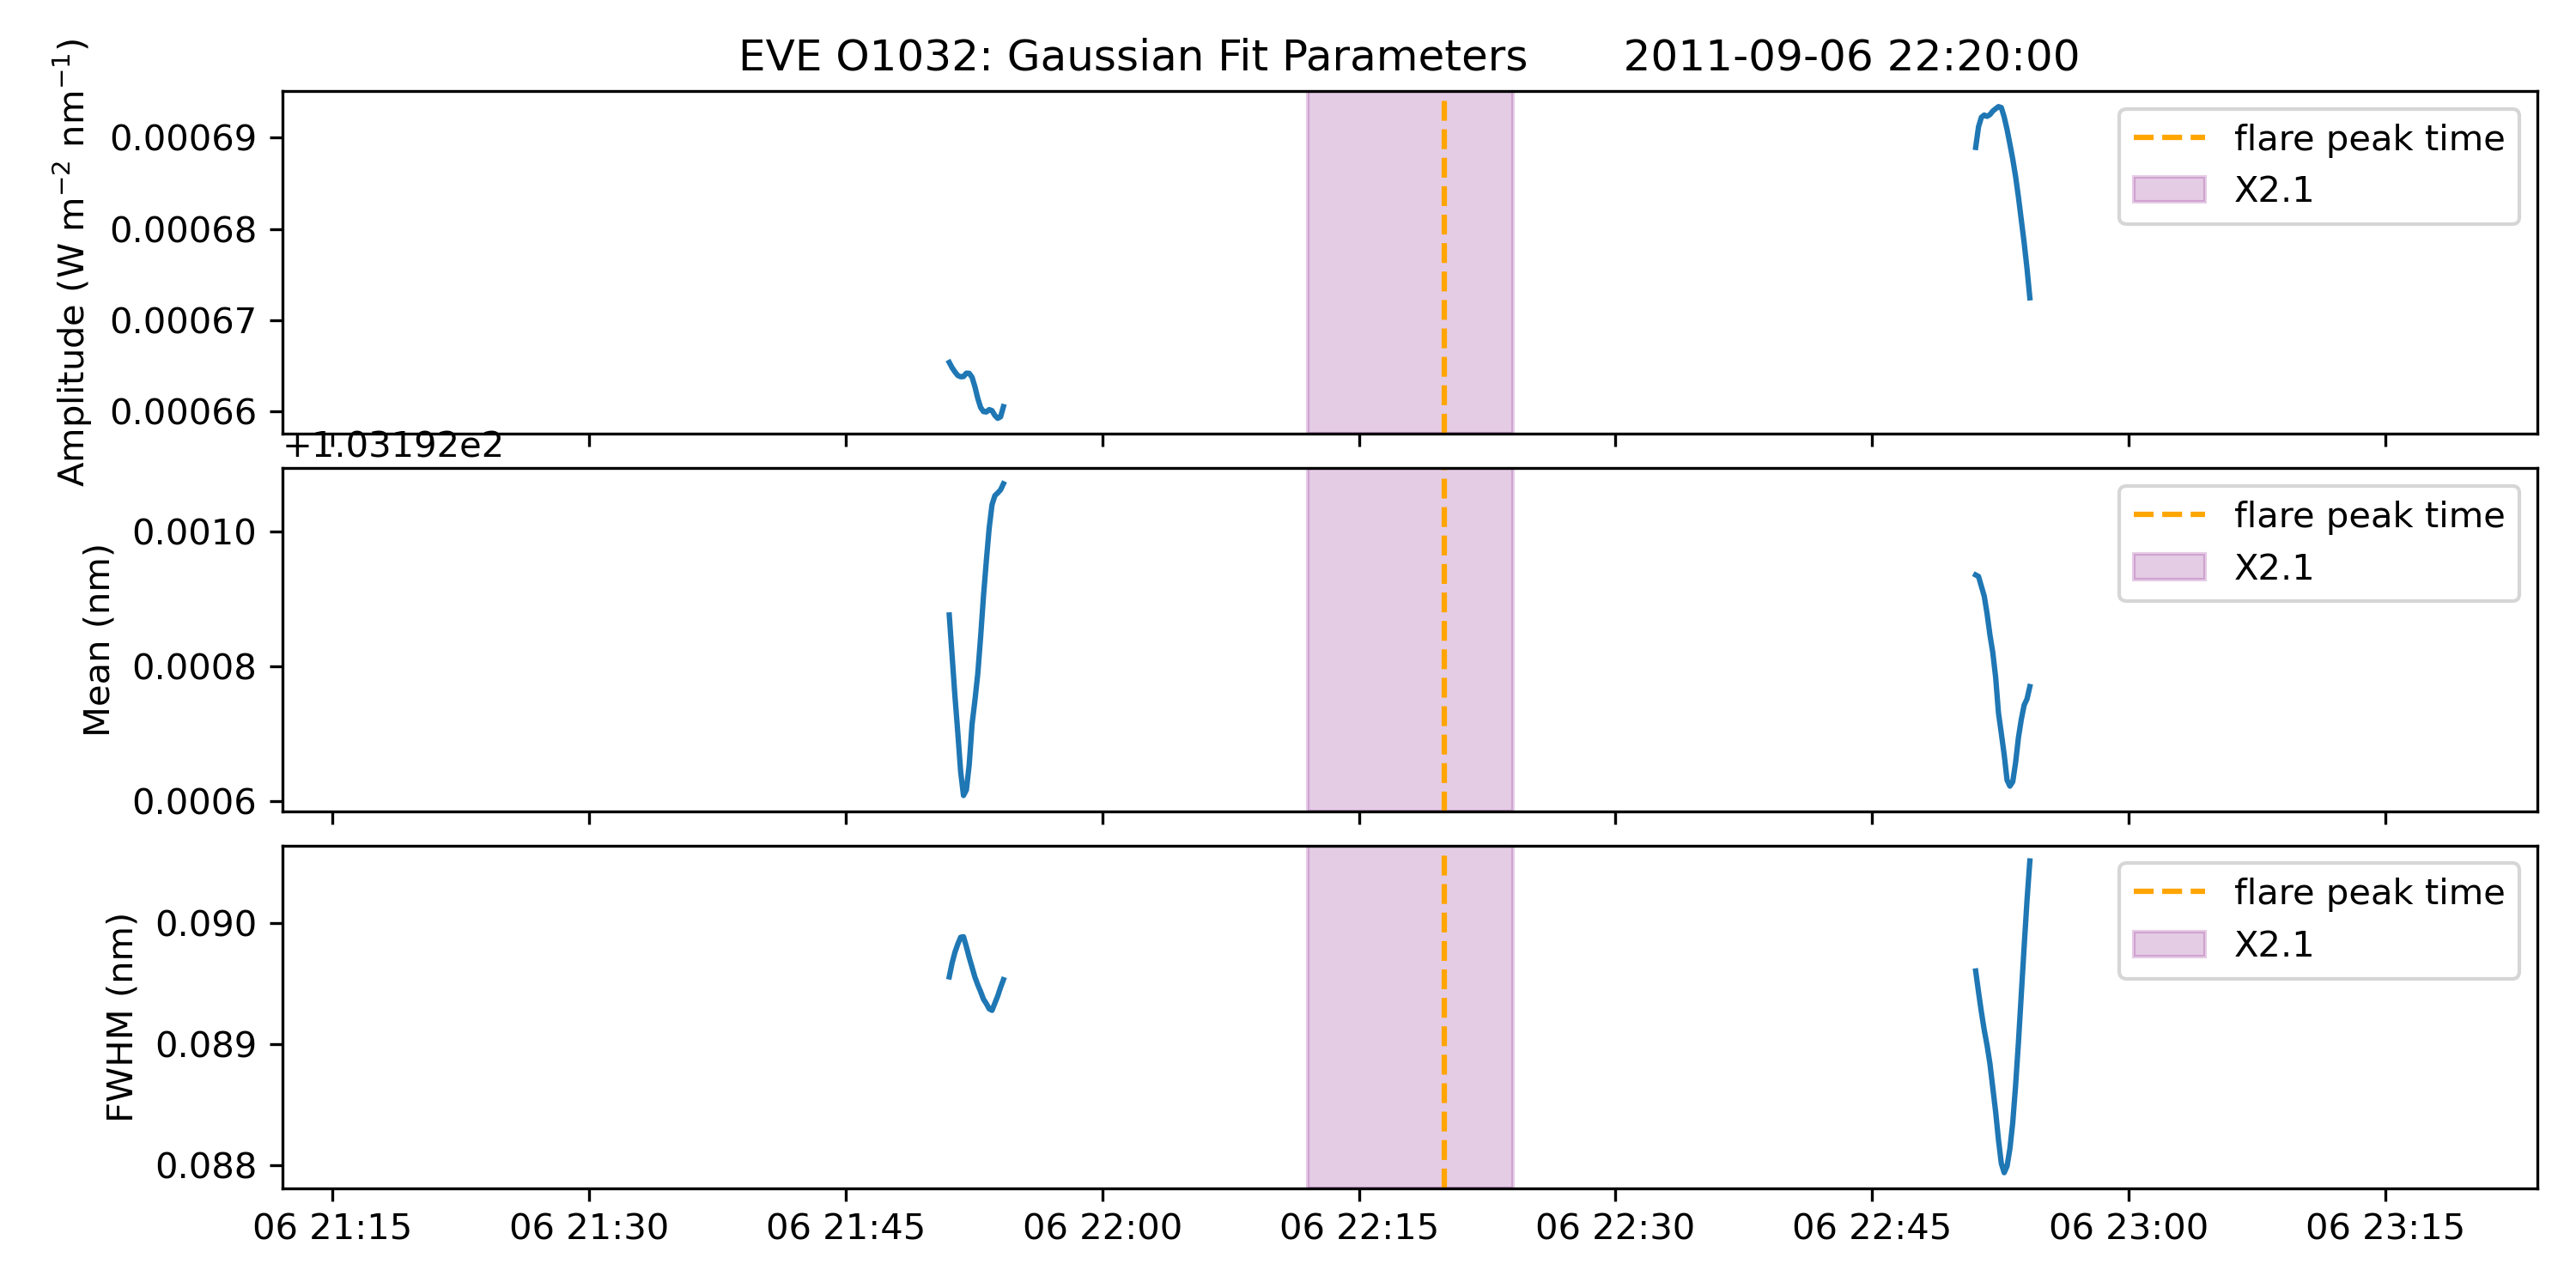 EVE O1032: Gaussian Fit Parameters 2011-09-06 22:20:00
Amplitude (W m⁻² nm⁻¹)
0.00069
0.00068
0.00067
0.00066
flare peak time
X2.1
+1.03192e2
Mean (nm)
0.0010
0.0008
0.0006
flare peak time
X2.1
FWHM (nm)
0.090
0.089
0.088
flare peak time
X2.1
06 21:15 06 21:30 06 21:45 06 22:00 06 22:15 06 22:30 06 22:45 06 23:00 06 23:15